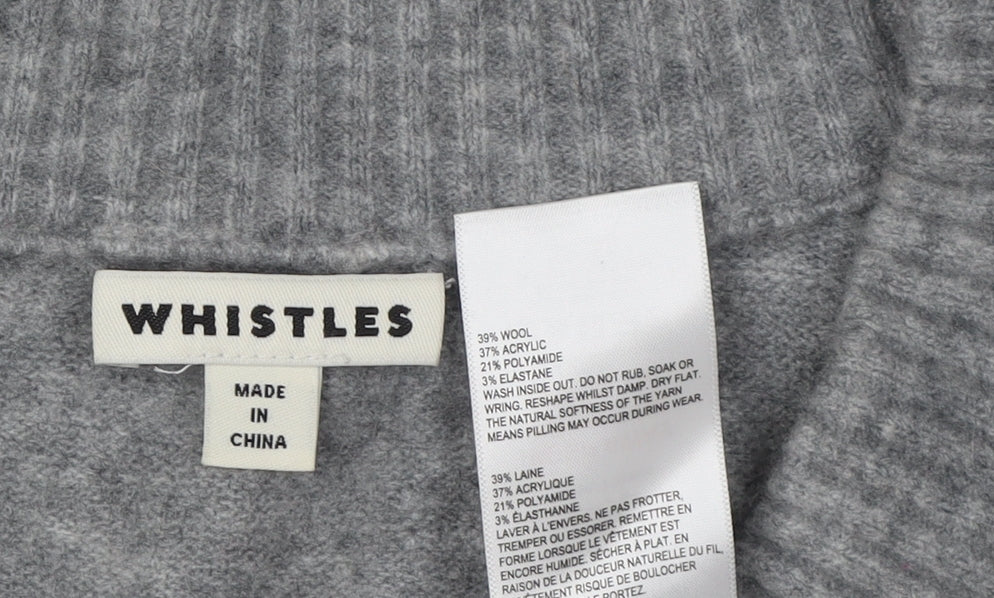 WHISTLES
MADE
IN
CHINA
39% WOOL
37% ACRYLIC
21% POLYAMIDE
3% ELASTANE
WASH INSIDE OUT. DO NOT RUB, SOAK OR
WRING. RESHAPE WHILST DAMP. DRY FLAT.
THE NATURAL SOFTNESS OF THE YARN
MEANS PILLING MAY OCCUR DURING WEAR.
39% LAINE
37% ACRYLIQUE
21% POLYAMIDE
3% ÉLASTHANNE
LAVER À L'ENVERS. NE PAS FROTTER,
TREMPER OU ESSORER. REMETTRE EN
FORME LORSQUE LE VÊTEMENT EST
ENCORE HUMIDE. SÉCHER À PLAT. EN
RAISON DE LA DOUCEUR NATURELLE DU FIL,
RISQUE DE BOULOCHER
PORTEZ.